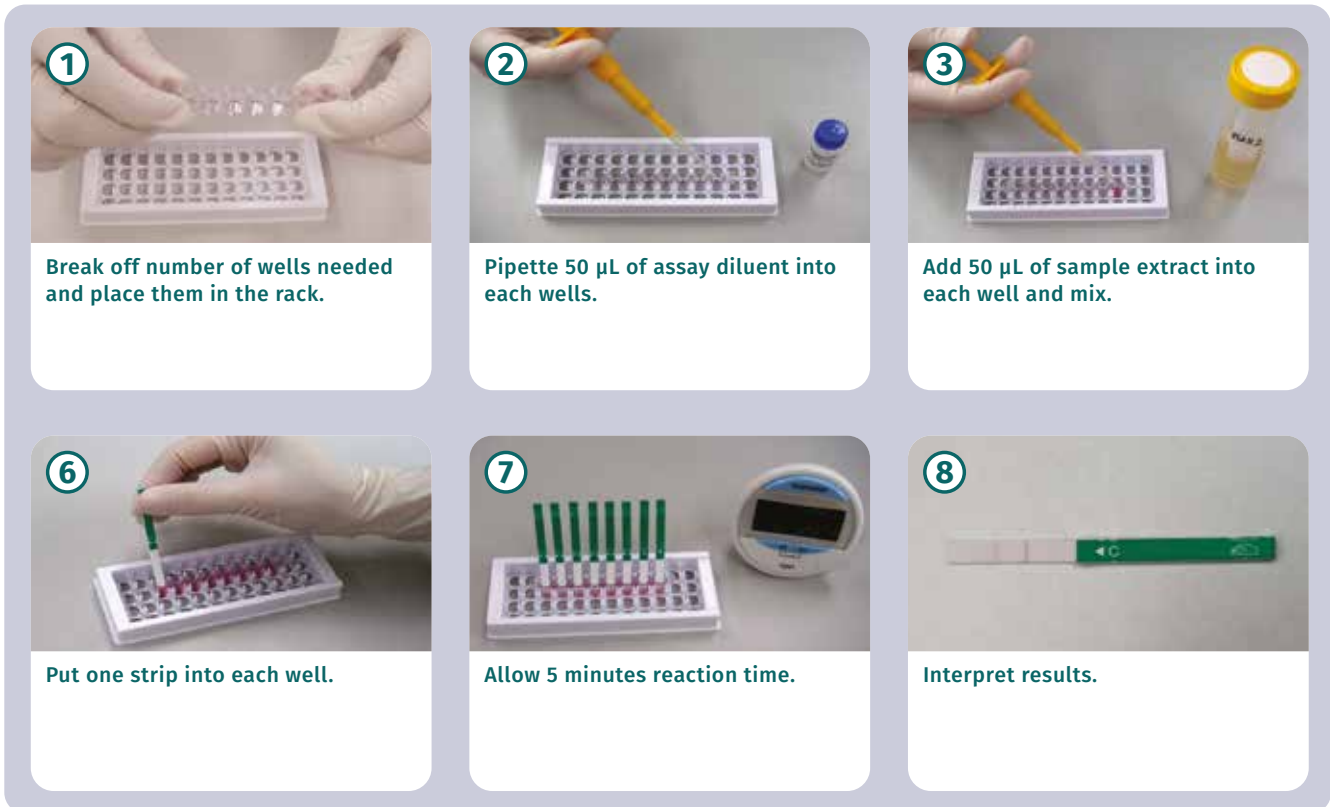 1
Break off number of wells needed
and place them in the rack.
2
Pipette 50 µL of assay diluent into
each wells.
3
Add 50 µL of sample extract into
each well and mix.
6
Put one strip into each well.
7
Allow 5 minutes reaction time.
8
C
Interpret results.